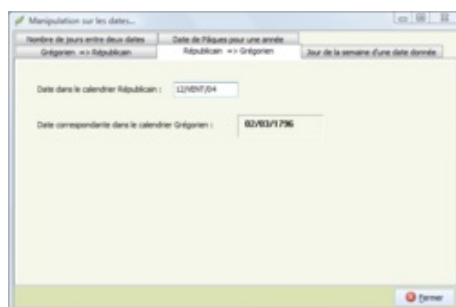 Manipulation sur les dates...
Nombre de jours entre deux dates Date de Pâques pour une année
Grégorien => Républicain Républicain => Grégorien Jour de la semaine d'une date donnée
Date dans le calendrier Républicain : 12/VENT/04
Date correspondante dans le calendrier Grégorien : 02/03/1796
Fermer